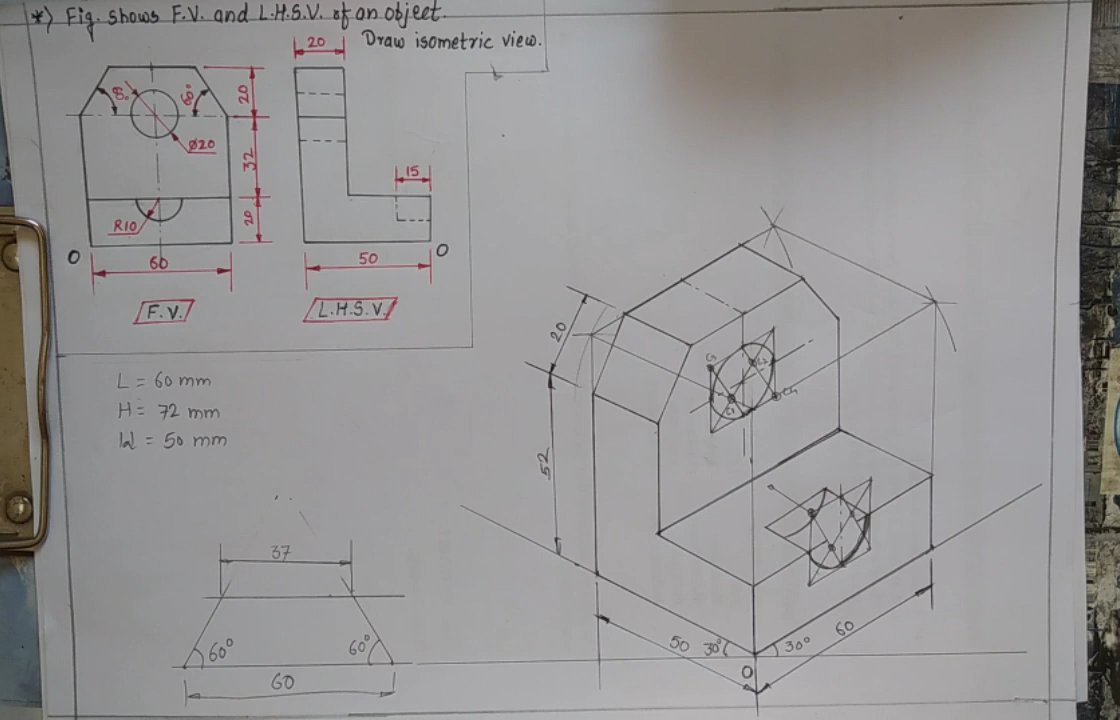 *) Fig. shows F.V. and L.H.S.V. of an object.
Draw isometric view.
20
60°
Ø20
20
32
20
R10
O
60
F.V.
15
50
O
L.H.S.V.
L = 60 mm
H = 72 mm
W = 50 mm
37
60°
60°
60
20
52
50
30°
30°
60
O